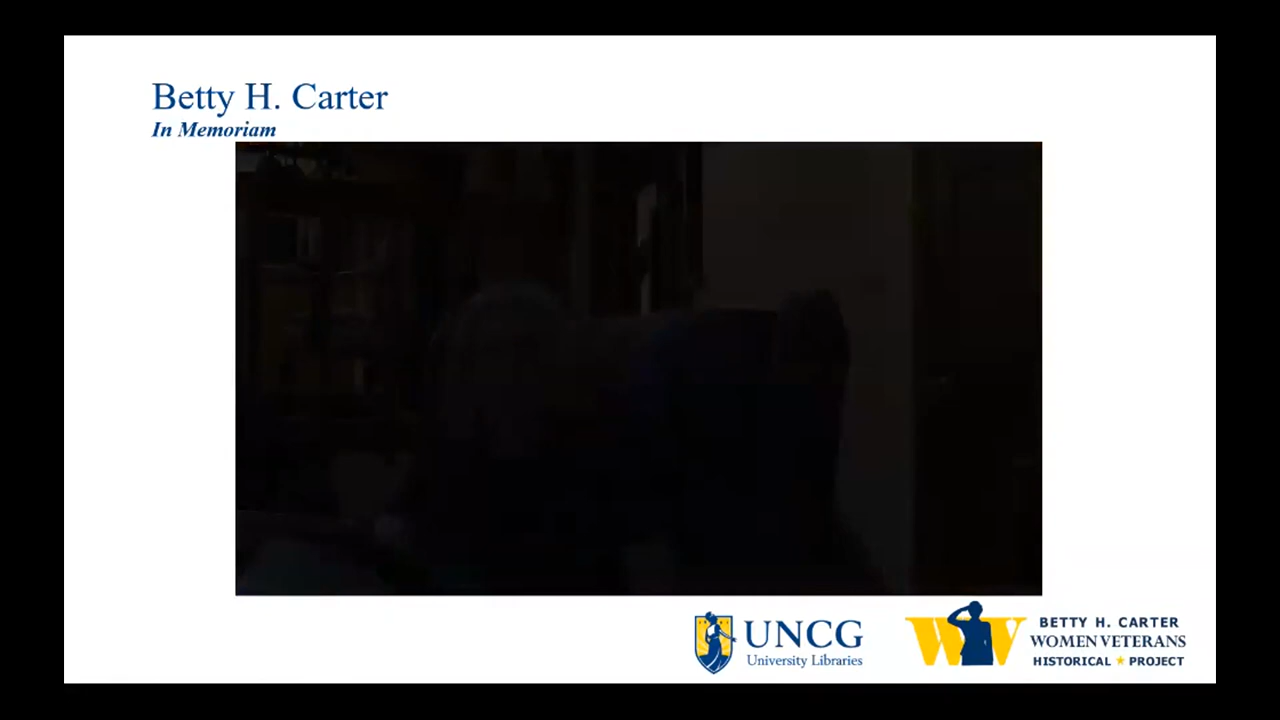 Betty H. Carter
In Memoriam
UNCG
University Libraries
BETTY H. CARTER
WOMEN VETERANS
HISTORICAL ★ PROJECT